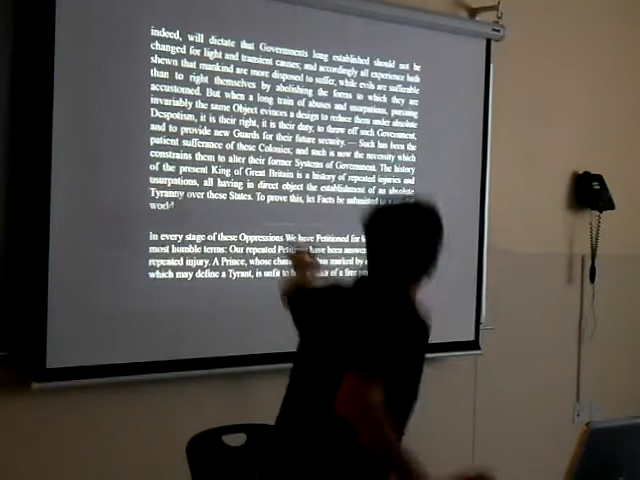 indeed, will dictate that Governments long established should not be
changed for light and transient causes; and accordingly all experience hath
shewn that mankind are more disposed to suffer, while evils are sufferable
than to right themselves by abolishing the forms to which they are
accustomed. But when a long train of abuses and usurpations, pursuing
invariably the same Object evinces a design to reduce them under absolute
Despotism, it is their right, it is their duty, to throw off such Government,
and to provide new Guards for their future security. — Such has been the
patient sufferance of these Colonies; and such is now the necessity which
constrains them to alter their former Systems of Government. The history
of the present King of Great Britain is a history of repeated injuries and
usurpations, all having in direct object the establishment of an absolute
Tyranny over these States. To prove this, let Facts be submitted to a
world.
In every stage of these Oppressions We have Petitioned for
most humble terms: Our repeated have been
repeated injury. A Prince, whose marked by
which may define a Tyrant, is unfit to of a free